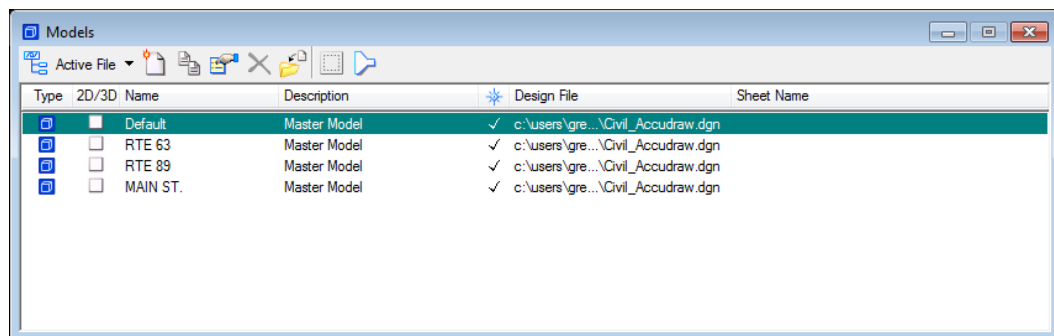 Models
Active File
Type 2D/3D Name Description Design File Sheet Name
Default Master Model c:\users\gre...\Civil_Accudraw.dgn
RTE 63 Master Model c:\users\gre...\Civil_Accudraw.dgn
RTE 89 Master Model c:\users\gre...\Civil_Accudraw.dgn
MAIN ST. Master Model c:\users\gre...\Civil_Accudraw.dgn